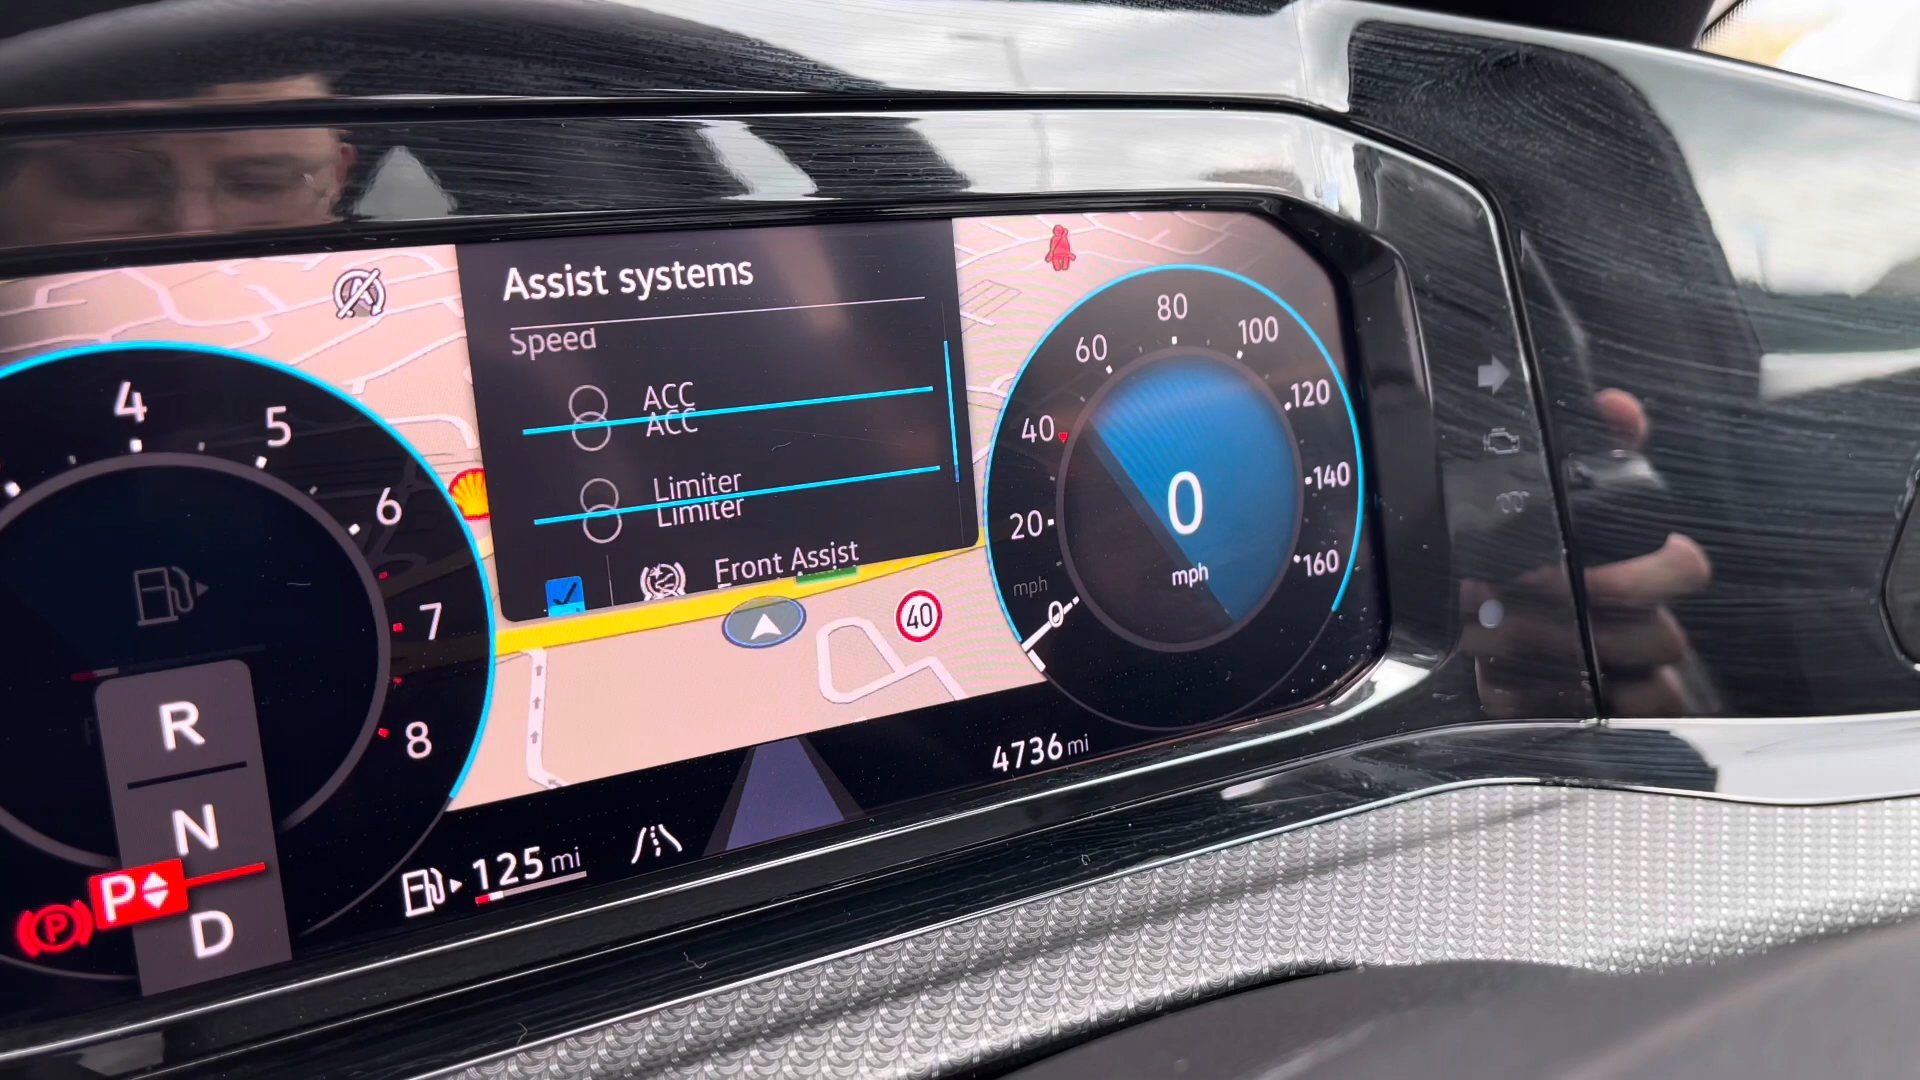 Assist systems
Speed
ACC
ACC
Limiter
Limiter
Front Assist
4
5
6
7
8
R
N
P
D
P
125 mi
40
4736 mi
0
20
40
60
80
100
120
140
160
mph
0
mph